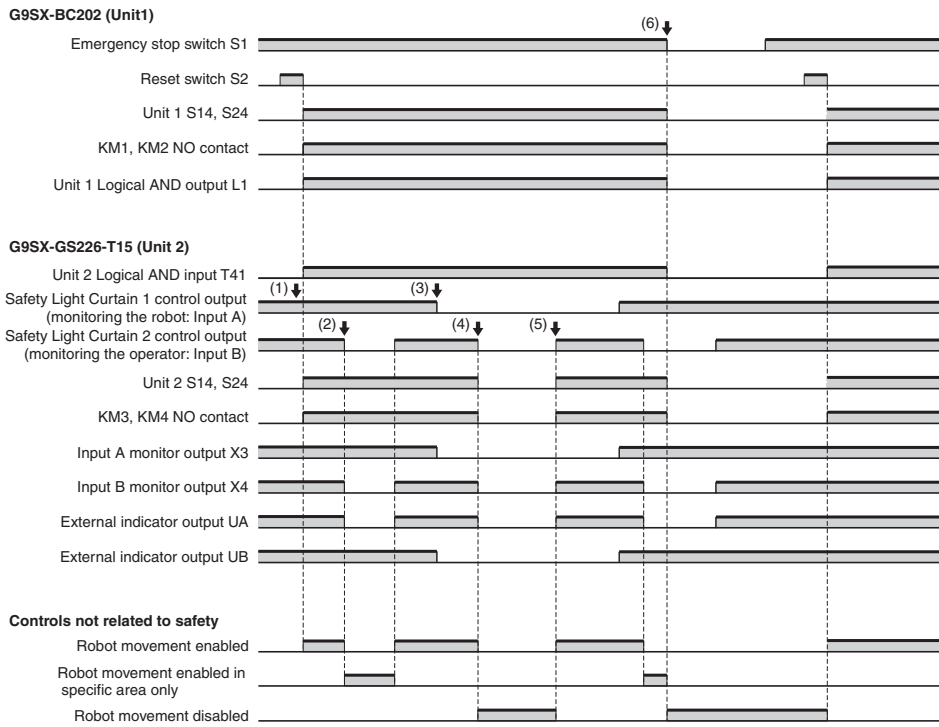 G9SX-BC202 (Unit1)
(6)
Emergency stop switch S1
Reset switch S2
Unit 1 S14, S24
KM1, KM2 NO contact
Unit 1 Logical AND output L1
G9SX-GS226-T15 (Unit 2)
Unit 2 Logical AND input T41
(1)
(3)
Safety Light Curtain 1 control output
(monitoring the robot: Input A)
(2)
(4)
(5)
Safety Light Curtain 2 control output
(monitoring the operator: Input B)
Unit 2 S14, S24
KM3, KM4 NO contact
Input A monitor output X3
Input B monitor output X4
External indicator output UA
External indicator output UB
Controls not related to safety
Robot movement enabled
Robot movement enabled in
specific area only
Robot movement disabled